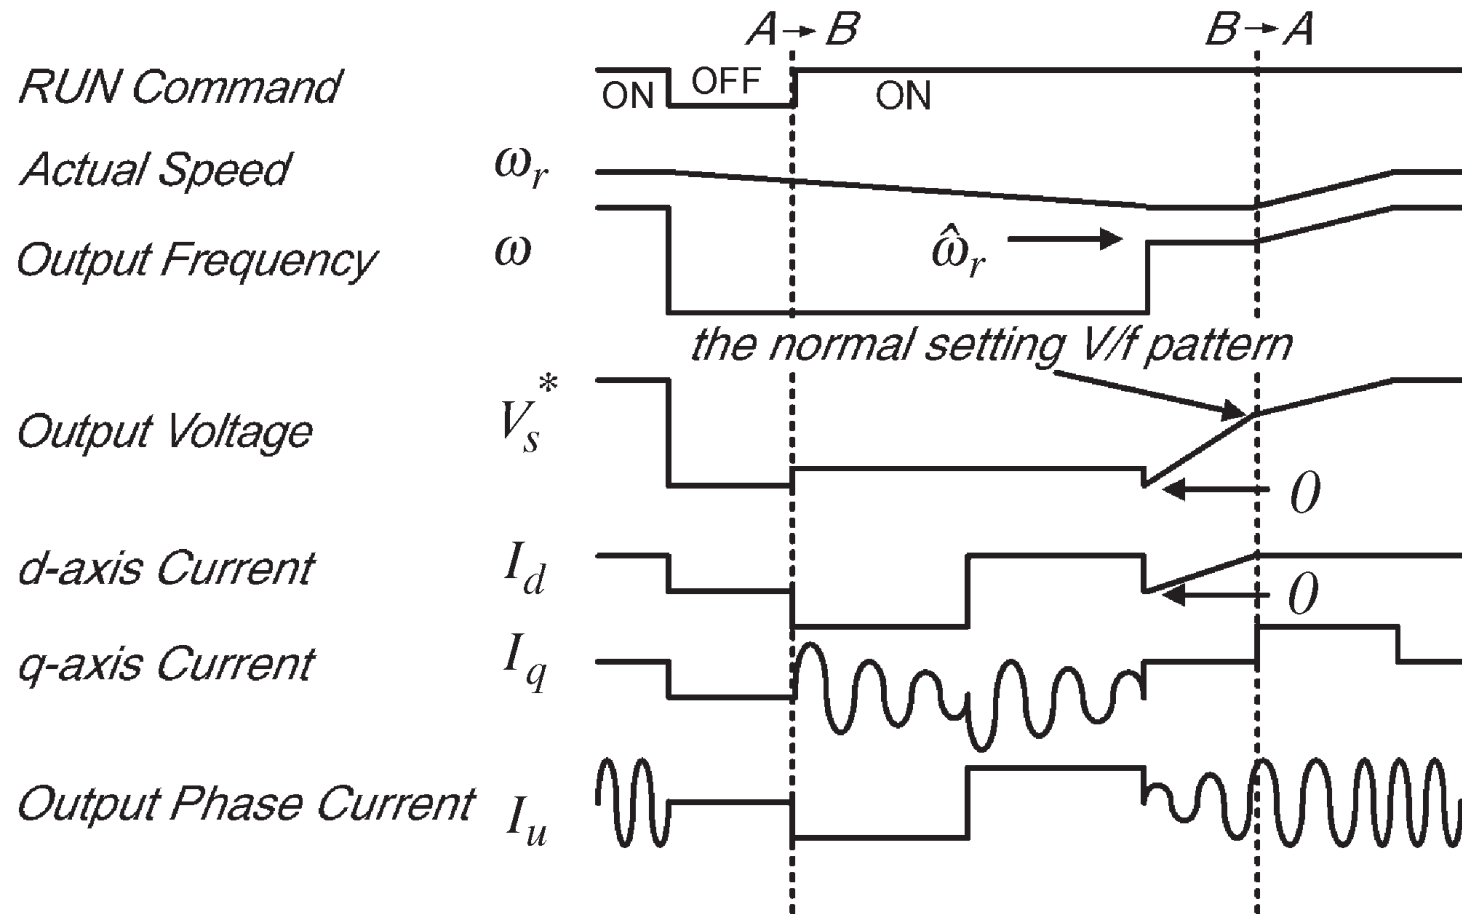 A→B B→A
RUN Command ON OFF ON
Actual Speed ωr
Output Frequency ω ω̂r
the normal setting V/f pattern
Output Voltage Vs*
0
d-axis Current Id
0
q-axis Current Iq
Output Phase Current Iu